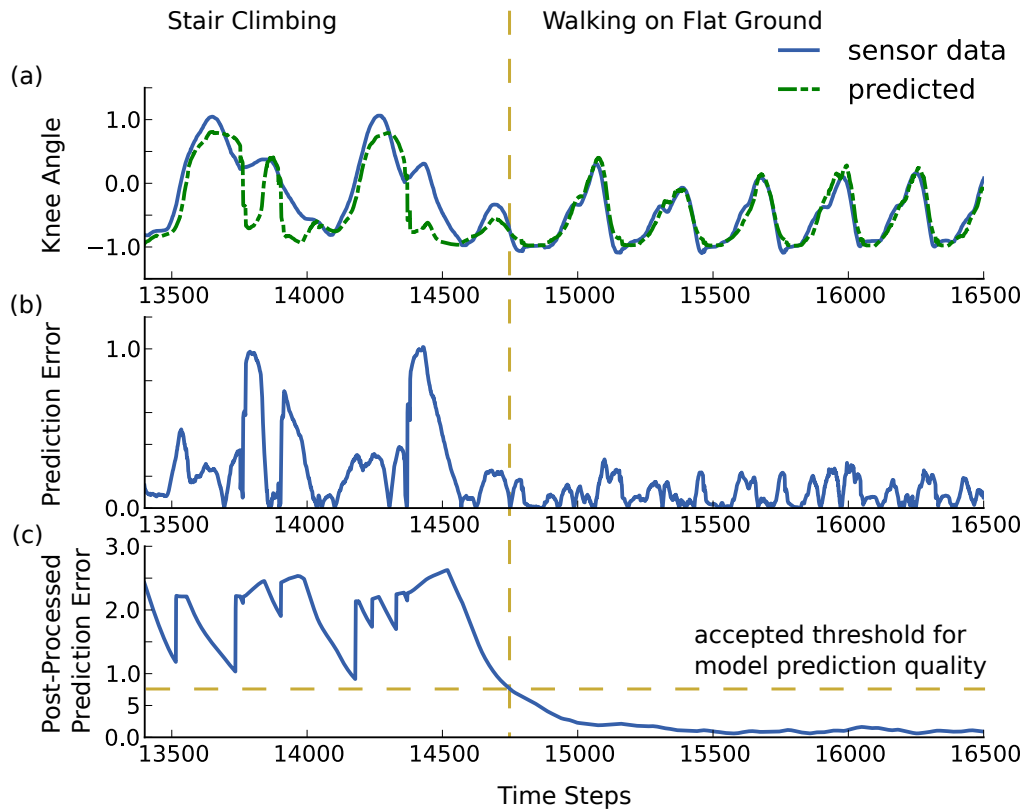 Stair Climbing
Walking on Flat Ground
sensor data
predicted
(a)
Knee Angle
1.0
0.0
−1.0
13500 14000 14500 15000 15500 16000 16500
(b)
Prediction Error
1.0
0.0
13500 14000 14500 15000 15500 16000 16500
(c)
Post-Processed
Prediction Error
3.0
2.0
1.0
5
0.0
accepted threshold for
model prediction quality
13500 14000 14500 15000 15500 16000 16500
Time Steps